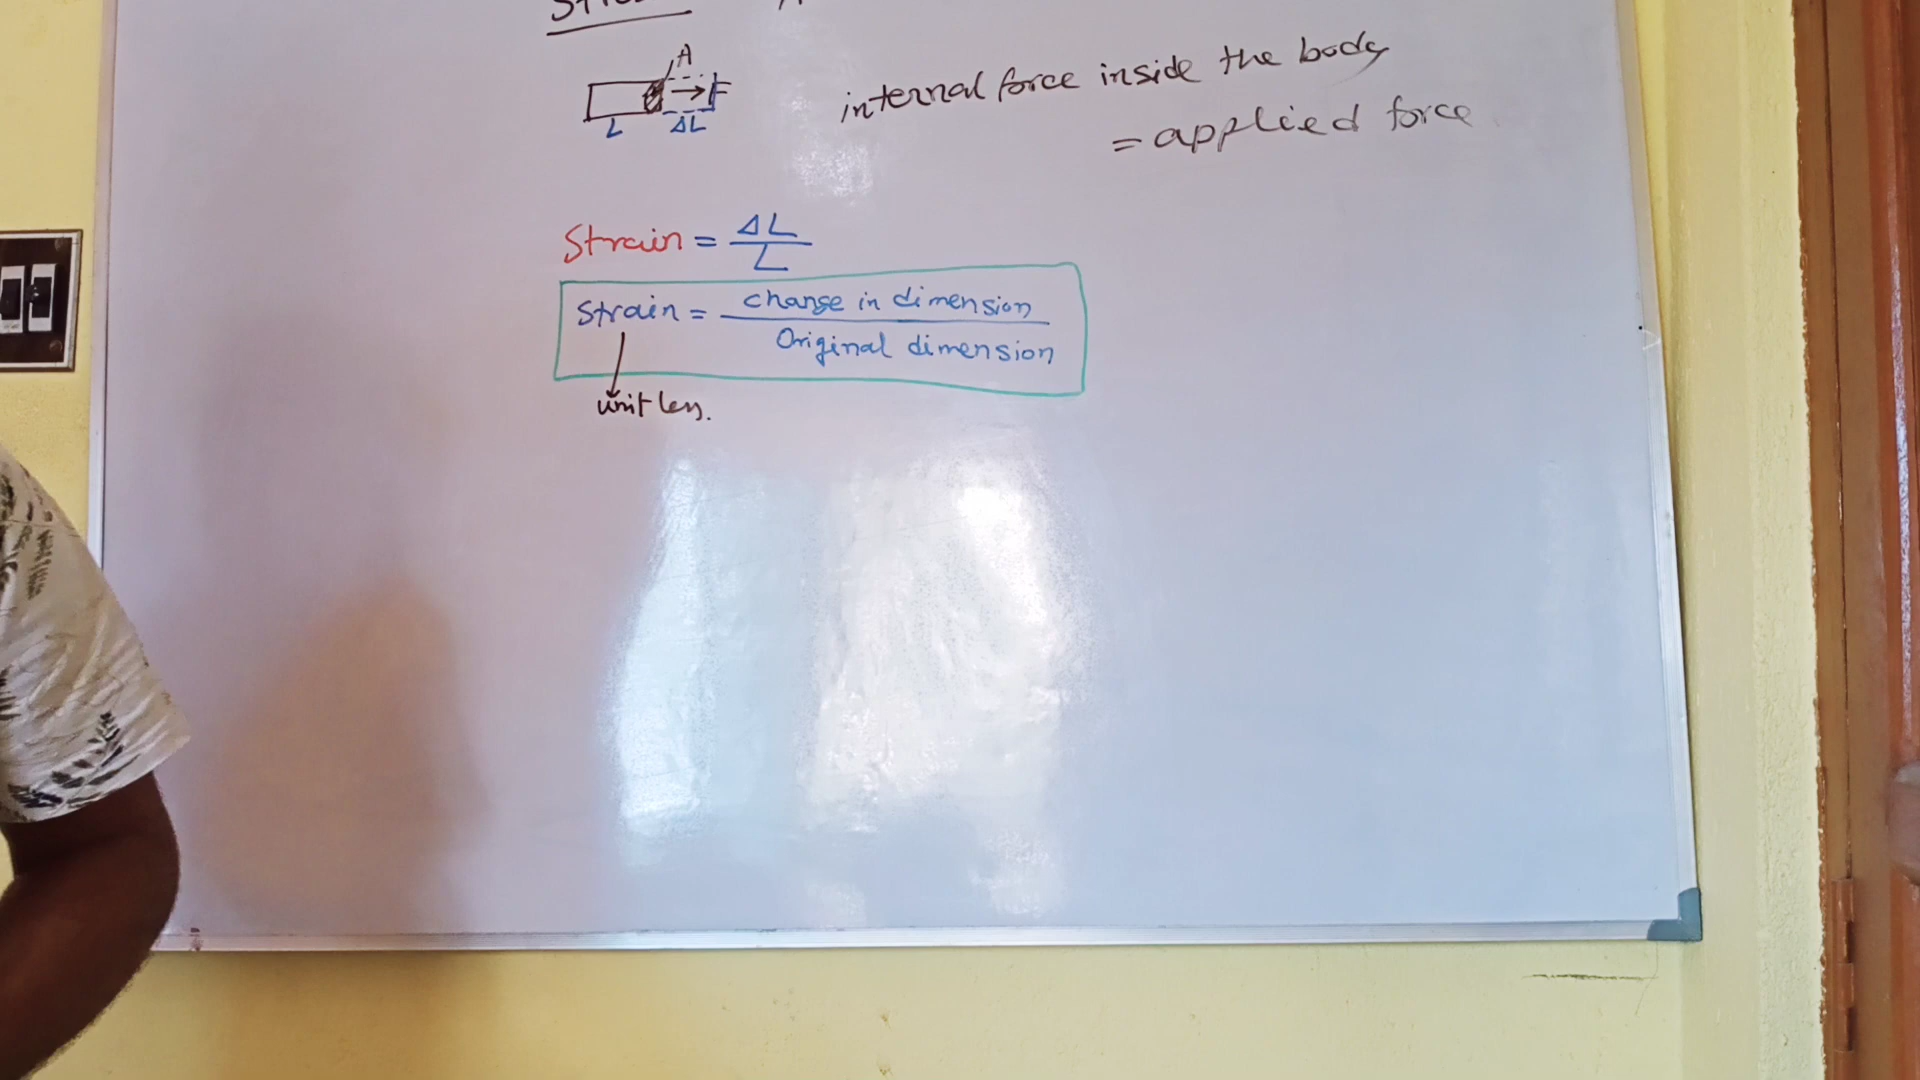 A
F
L ΔL
internal force inside the body
= applied force
Strain = ΔL / L
Strain = change in dimension / Original dimension
unit less.